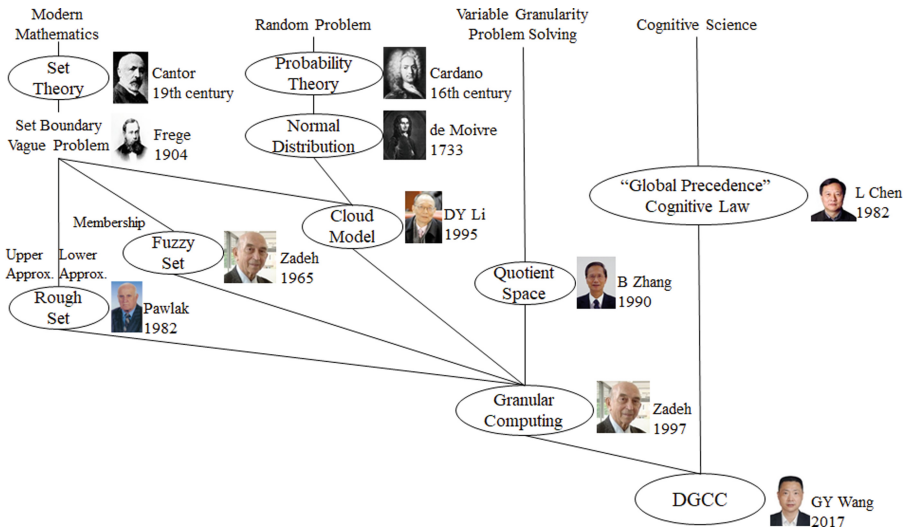 Modern
Mathematics
Random Problem
Variable Granularity
Problem Solving
Cognitive Science
Set
Theory
Cantor
19th century
Probability
Theory
Cardano
16th century
Set Boundary
Vague Problem
Frege
1904
Normal
Distribution
de Moivre
1733
"Global Precedence"
Cognitive Law
L Chen
1982
Membership
Cloud
Model
DY Li
1995
Fuzzy
Set
Zadeh
1965
Upper Lower
Approx. Approx.
Quotient
Space
B Zhang
1990
Rough
Set
Pawlak
1982
Granular
Computing
Zadeh
1997
DGCC
GY Wang
2017